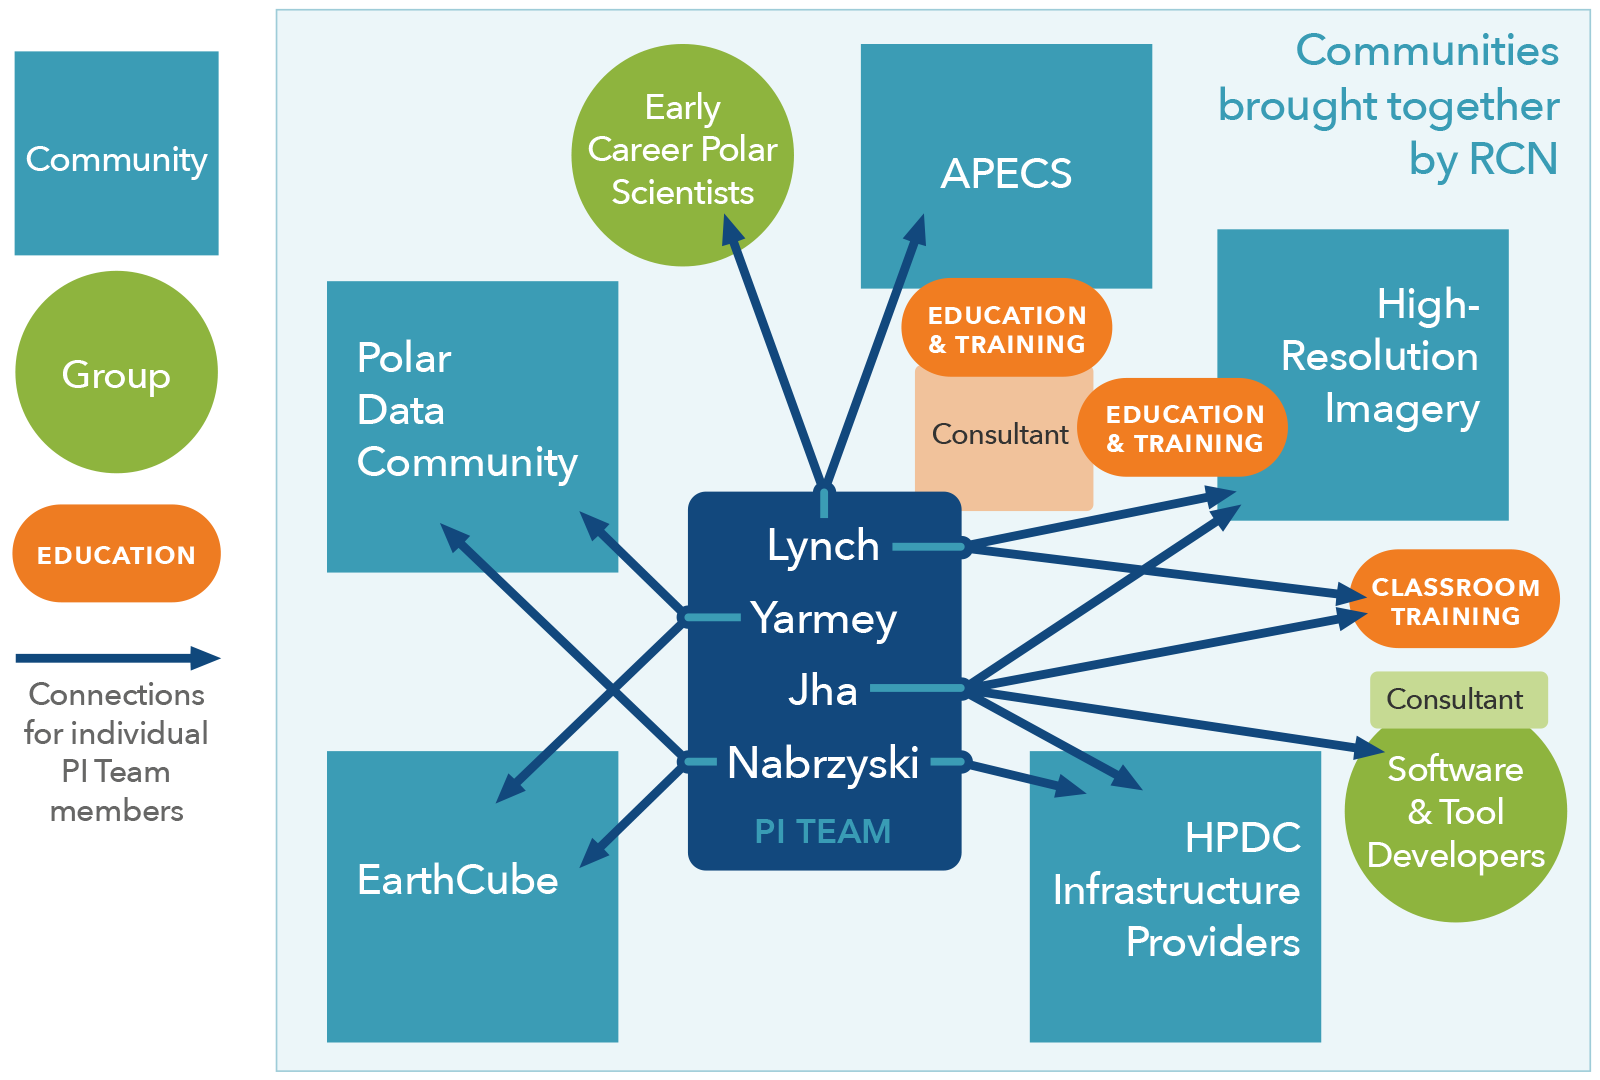 Community
Group
EDUCATION
Connections
for individual
PI Team
members
Communities
brought together
by RCN
Early
Career Polar
Scientists
APECS
High-
Resolution
Imagery
EDUCATION
& TRAINING
Consultant
EDUCATION
& TRAINING
Polar
Data
Community
Lynch
Yarmey
Jha
Nabrzyski
PI TEAM
CLASSROOM
TRAINING
Consultant
Software
& Tool
Developers
EarthCube
HPDC
Infrastructure
Providers